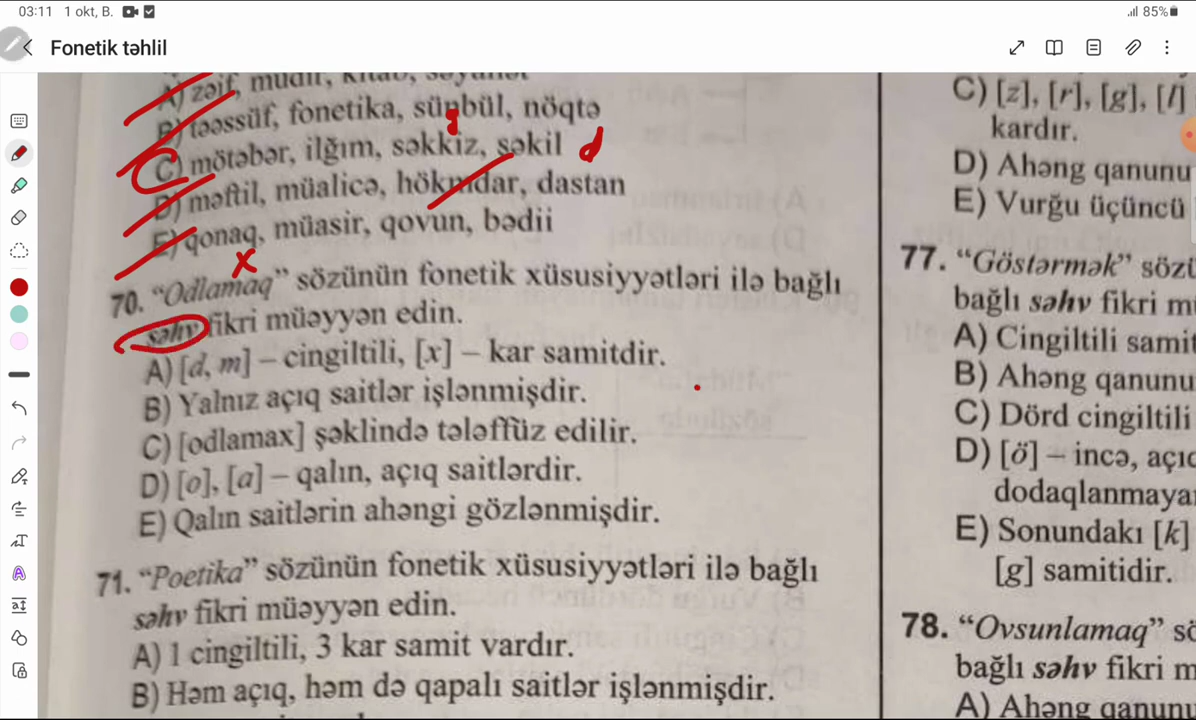 03:11 1 okt, B. 85%
Fonetik təhlil
A) zəif, müdir, kitab,
B) təəssüf, fonetika, sünbül, nöqtə
C) mötəbər, ilğım, səkkiz, şəkil d
D) məftil, müalicə, hökmdar, dastan
E) qonaq, müasir, qovun, bədii
x
70. “Odlamaq” sözünün fonetik xüsusiyyətləri ilə bağlı
səhv fikri müəyyən edin.
A) [d, m] – cingiltili, [x] – kar samitdir.
B) Yalnız açıq saitlər işlənmişdir.
C) [odlamax] şəklində tələffüz edilir.
D) [o], [a] – qalın, açıq saitlərdir.
E) Qalın saitlərin ahəngi gözlənmişdir.
71. “Poetika” sözünün fonetik xüsusiyyətləri ilə bağlı
səhv fikri müəyyən edin.
A) 1 cingiltili, 3 kar samit vardır.
B) Həm açıq, həm də qapalı saitlər işlənmişdir.
C) [z], [r], [g], [l]
kardır.
D) Ahəng qanunu
E) Vurğu üçüncü
77. “Göstərmək” sözü
bağlı səhv fikri m
A) Cingiltili samit
B) Ahəng qanunu
C) Dörd cingiltili
D) [ö] – incə, açıq
dodaqlanmaya
E) Sonundakı [k]
[g] samitidir.
78. “Ovsunlamaq” sö
bağlı səhv fikri m
A) Ahəng qanunu